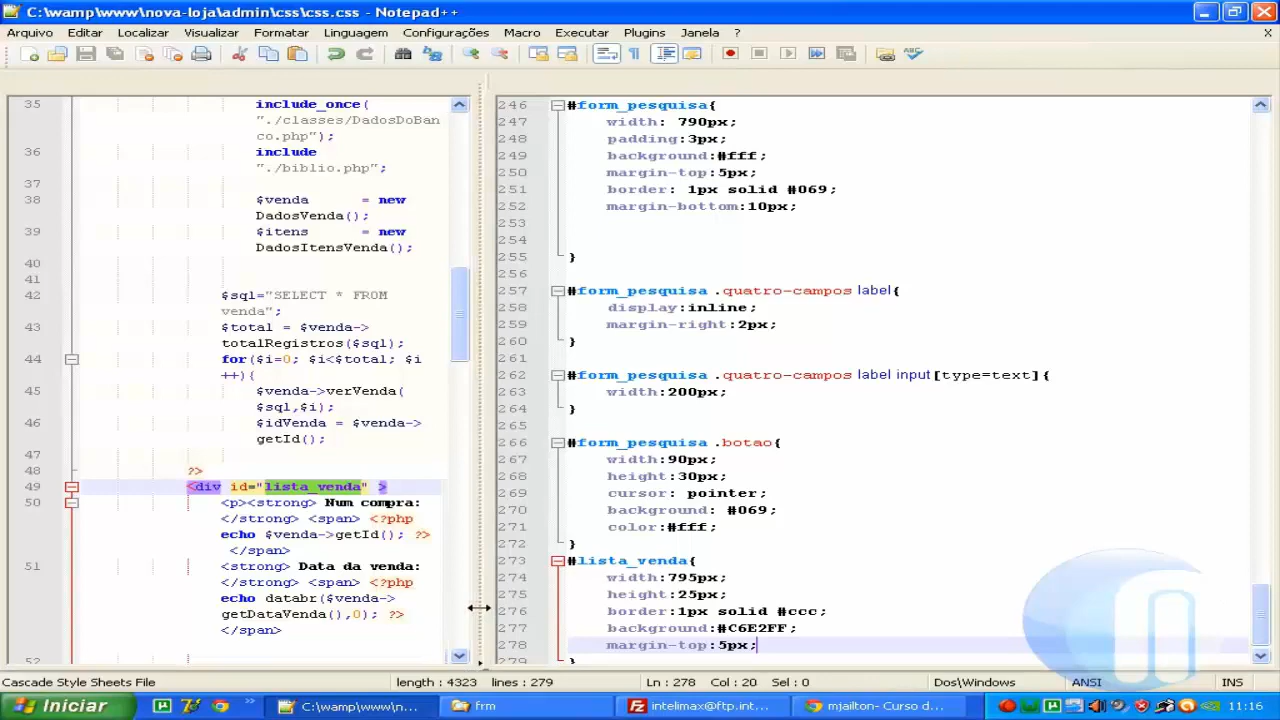 C:\wamp\www\nova-loja\admin\css\css.css - Notepad++
Arquivo Editar Localizar Visualizar Formatar Linguagem Configurações Macro Executar Plugins Janela ? X
35 include_once(
"./classes/DadosDoBan
co.php");
36 include
"./biblio.php";
37
38 $venda = new
DadosVenda();
39 $itens = new
DadosItensVenda();
40
41
42 $sql="SELECT * FROM
venda";
43 $total = $venda->
totalRegistros($sql);
44 for($i=0; $i<$total; $i
++){
45 $venda->verVenda(
$sql,$i);
46 $idVenda = $venda->
getId();
47
48 ?>
49 <div id="lista_venda" >
50 <p><strong> Num compra:
</strong> <span> <?php
echo $venda->getId(); ?>
</span>
51 <strong> Data da venda:
</strong> <span> <?php
echo databr($venda->
getDataVenda(),0); ?>
</span>
52
246 #form_pesquisa{
247 width: 790px;
248 padding:3px;
249 background:#fff;
250 margin-top:5px;
251 border: 1px solid #069;
252 margin-bottom:10px;
253
254
255 }
256
257 #form_pesquisa .quatro-campos label{
258 display:inline;
259 margin-right:2px;
260 }
261
262 #form_pesquisa .quatro-campos label input[type=text]{
263 width:200px;
264 }
265
266 #form_pesquisa .botao{
267 width:90px;
268 height:30px;
269 cursor: pointer;
270 background: #069;
271 color:#fff;
272 }
273 #lista_venda{
274 width:795px;
275 height:25px;
276 border:1px solid #ccc;
277 background:#C6E2FF;
278 margin-top:5px;
279 }
Cascade Style Sheets File length : 4323 lines : 279 Ln : 278 Col : 20 Sel : 0 Dos\Windows ANSI INS
Iniciar » C:\wamp\www\n... frm intelimax@ftp.int... mjailton- Curso d... 11:16